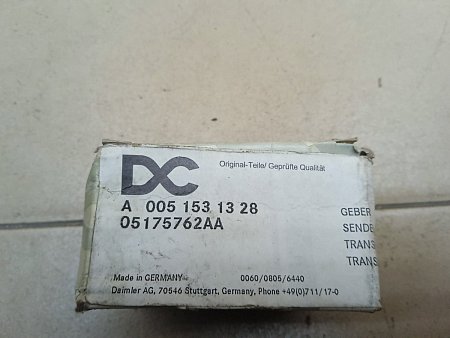 DC
Original-Teile/ Geprüfte Qualität
A 005 153 13 28
05175762AA
GEBER
SENDE
TRANS
TRANS
Made in GERMANY
0060/0805/6440
Daimler AG, 70546 Stuttgart, Germany, Phone +49(0)711/17-0